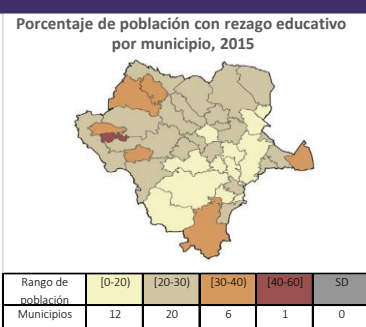 Porcentaje de población con rezago educativo
por municipio, 2015
Rango de población [0-20) [20-30) [30-40) [40-60] SD
Municipios 12 20 6 1 0